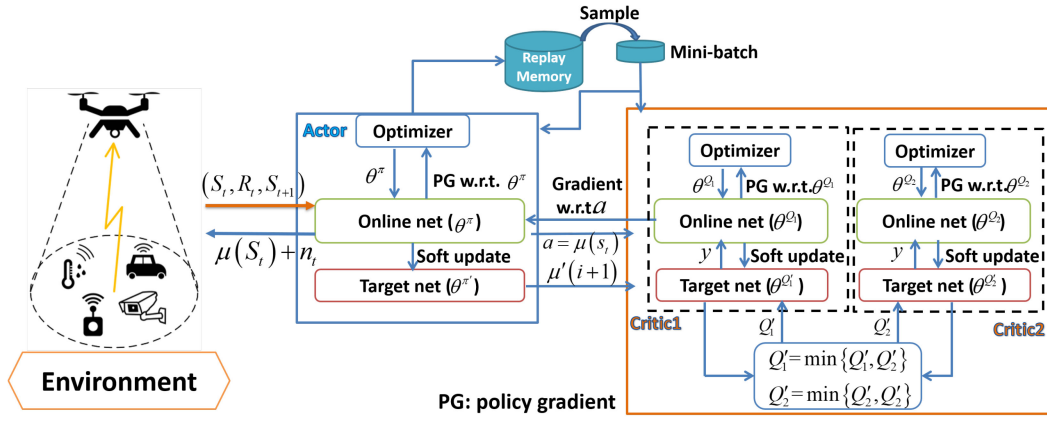 Sample
Replay
Memory
Mini-batch
Actor
Optimizer
θ^π
PG w.r.t. θ^π
Online net (θ^π)
Soft update
Target net (θ^π')
(S_t, R_t, S_{t+1})
μ(S_t)+n_t
Gradient
w.r.t a
a = μ(s_t)
μ'(i+1)
Optimizer
θ^{Q_1}
PG w.r.t. θ^{Q_1}
Online net (θ^{Q_1})
y
Soft update
Target net (θ^{Q_1'})
Critic1
Q_1'
Optimizer
θ^{Q_2}
PG w.r.t. θ^{Q_2}
Online net (θ^{Q_2})
y
Soft update
Target net (θ^{Q_2'})
Critic2
Q_2'
Q_1' = min{Q_1', Q_2'}
Q_2' = min{Q_2', Q_2'}
Environment
PG: policy gradient